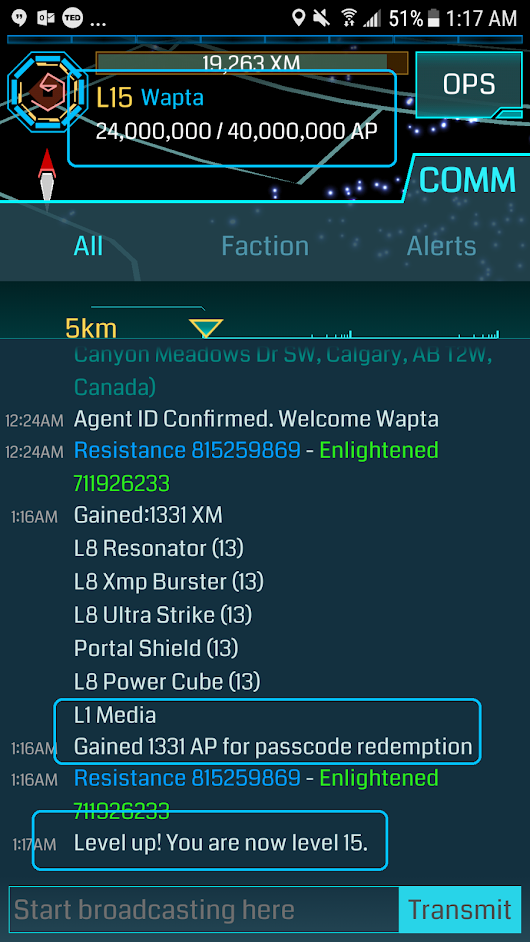 TED ... 51% 1:17 AM
19,263 XM
L15 Wapta
OPS
24,000,000 / 40,000,000 AP
COMM
All Faction Alerts
5km
Canyon Meadows Dr SW, Calgary, AB T2W,
Canada)
12:24AM Agent ID Confirmed. Welcome Wapta
12:24AM Resistance 815259869 - Enlightened
711926233
1:16AM Gained:1331 XM
L8 Resonator (13)
L8 Xmp Burster (13)
L8 Ultra Strike (13)
Portal Shield (13)
L8 Power Cube (13)
L1 Media
1:16AM Gained 1331 AP for passcode redemption
1:16AM Resistance 815259869 - Enlightened
711926233
1:17AM Level up! You are now level 15.
Start broadcasting here Transmit